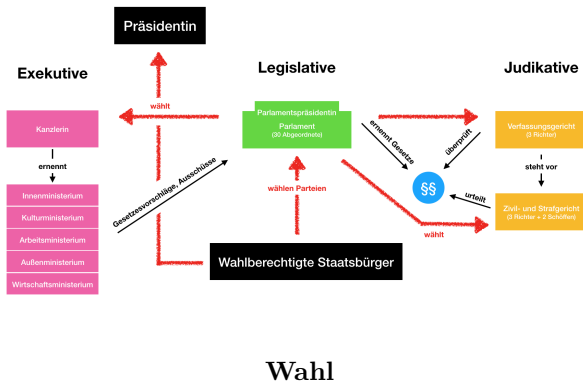 Präsidentin
Exekutive
Legislative
Judikative
wählt
Kanzlerin
ernennt
Innenministerium
Kulturministerium
Arbeitsministerium
Außenministerium
Wirtschaftsministerium
Gesetzesvorschläge, Ausschüsse
Parlamentspräsidentin
Parlament
(30 Abgeordnete)
wählen Parteien
ernennt Gesetze
überprüft
§§
urteilt
wählt
Verfassungsgericht
(3 Richter)
steht vor
Zivil- und Strafgericht
(3 Richter + 2 Schöffen)
Wahlberechtigte Staatsbürger
Wahl